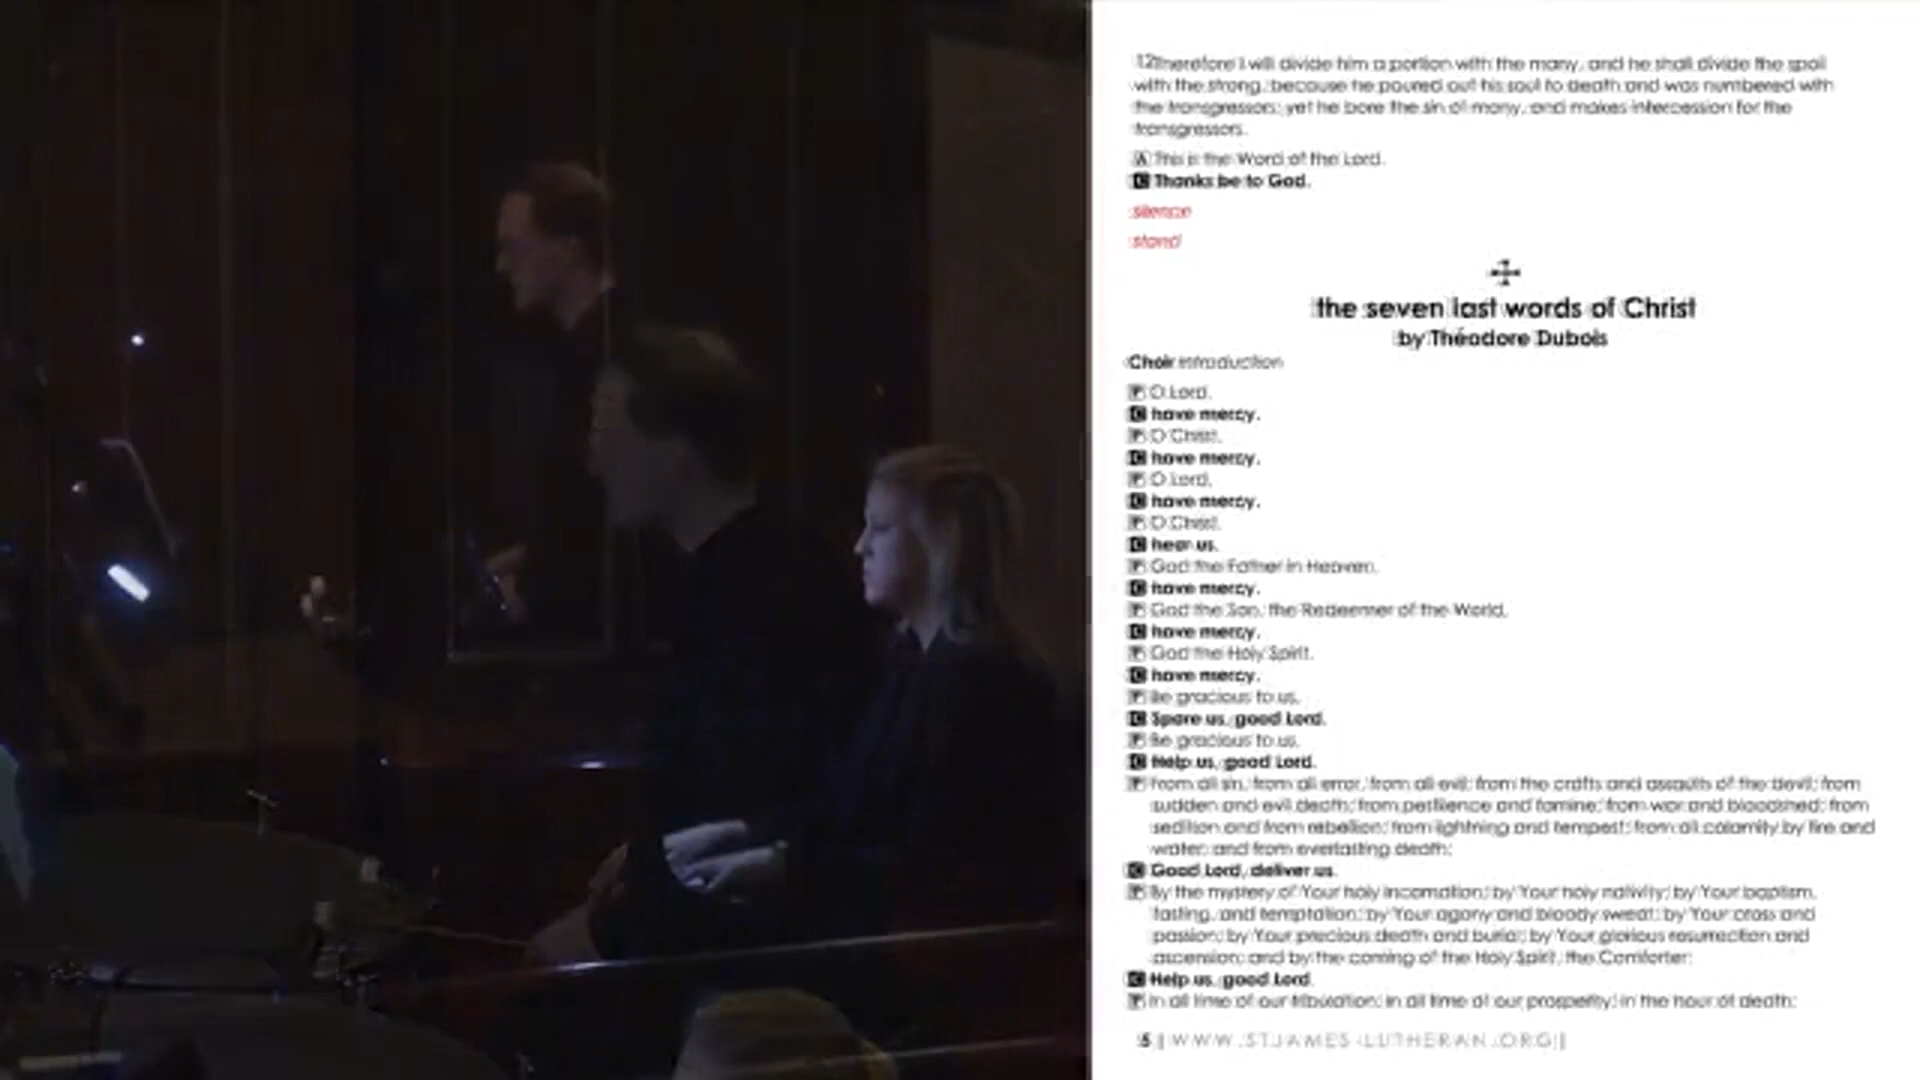 12Therefore I will divide him a portion with the many, and he shall divide the spoil
with the strong, because he poured out his soul to death and was numbered with
the transgressors; yet he bore the sin of many, and makes intercession for the
transgressors.
A This is the Word of the Lord.
C Thanks be to God.
silence
stand
the seven last words of Christ
by Théodore Dubois
Choir introduction
P O Lord,
C have mercy.
P O Christ,
C have mercy.
P O Lord,
C have mercy.
P O Christ,
C hear us.
P God the Father in Heaven,
C have mercy.
P God the Son, the Redeemer of the World,
C have mercy.
P God the Holy Spirit,
C have mercy.
P Be gracious to us.
C Spare us, good Lord.
P Be gracious to us.
C Help us, good Lord.
P From all sin, from all error, from all evil; from the crafts and assaults of the devil; from
sudden and evil death; from pestilence and famine; from war and bloodshed; from
sedition and from rebellion; from lightning and tempest; from all calamity by fire and
water; and from everlasting death:
C Good Lord, deliver us.
P By the mystery of Your holy incarnation; by Your holy nativity; by Your baptism,
fasting, and temptation; by Your agony and bloody sweat; by Your cross and
passion; by Your precious death and burial; by Your glorious resurrection and
ascension; and by the coming of the Holy Spirit, the Comforter:
C Help us, good Lord.
P In all time of our tribulation; in all time of our prosperity; in the hour of death;
5 | WWW.STJAMES-LUTHERAN.ORG |